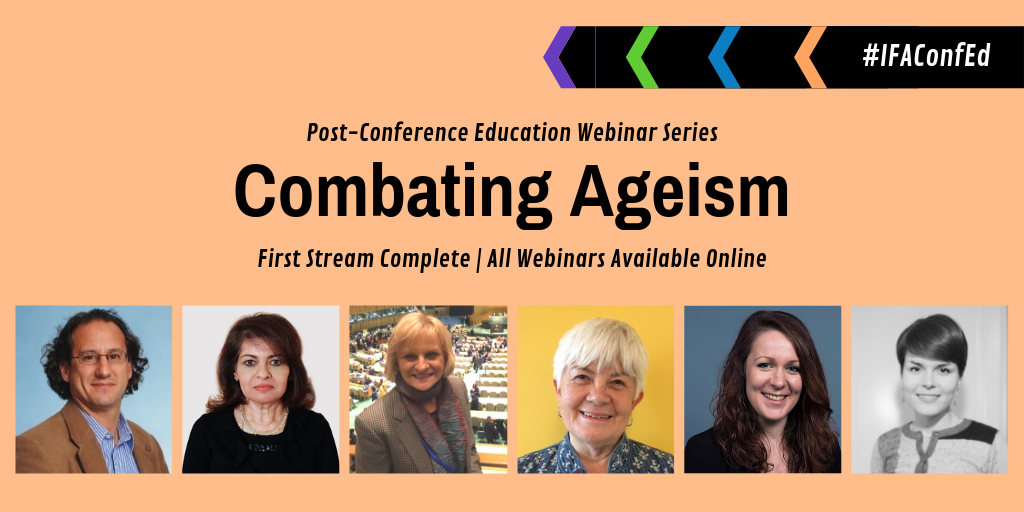 #IFAConfEd
Post-Conference Education Webinar Series
Combating Ageism
First Stream Complete | All Webinars Available Online